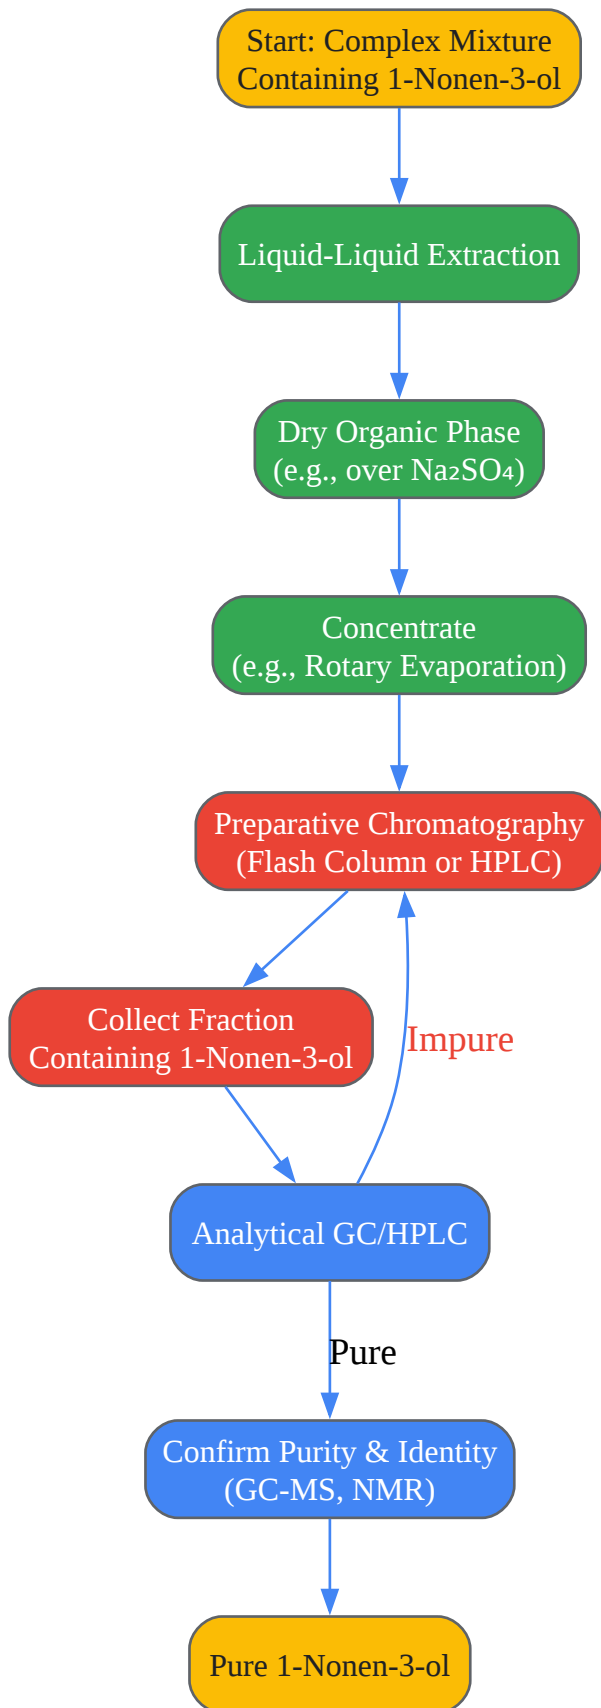 Start: Complex Mixture
Containing 1-Nonen-3-ol
Liquid-Liquid Extraction
Dry Organic Phase
(e.g., over Na₂SO₄)
Concentrate
(e.g., Rotary Evaporation)
Preparative Chromatography
(Flash Column or HPLC)
Collect Fraction
Containing 1-Nonen-3-ol
Impure
Analytical GC/HPLC
Pure
Confirm Purity & Identity
(GC-MS, NMR)
Pure 1-Nonen-3-ol